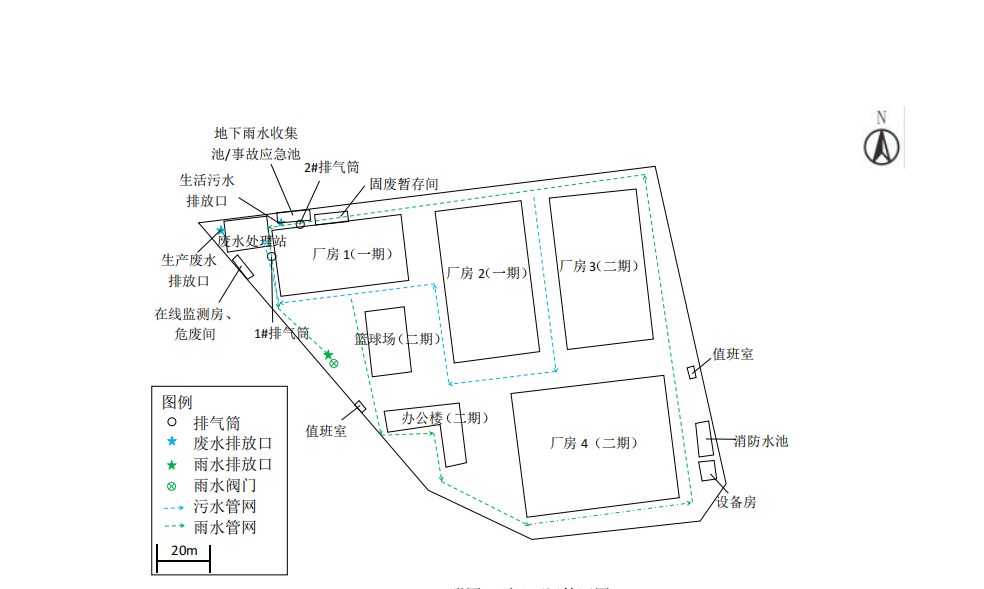 N
地下雨水收集
池/事故应急池
2#排气筒
生活污水
排放口
固废暂存间
废水处理站
厂房 1(一期）
厂房 2(一期）
厂房 3(二期）
生产废水
排放口
在线监测房、
危废间
1#排气筒
篮球场（二期）
值班室
办公楼（二期）
值班室
厂房 4（二期）
消防水池
设备房
图例
排气筒
废水排放口
雨水排放口
雨水阀门
污水管网
雨水管网
20m